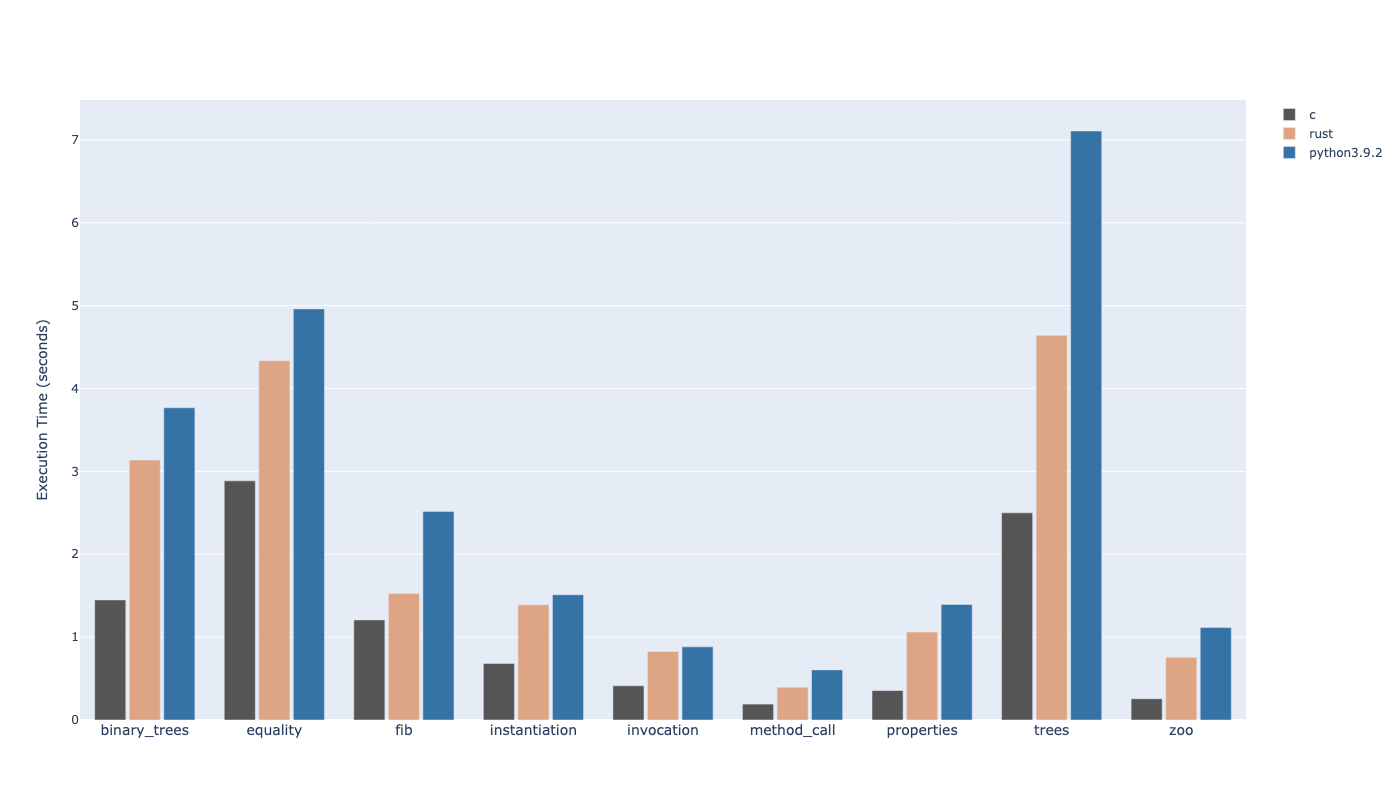 c
rust
python3.9.2
Execution Time (seconds)
7
6
5
4
3
2
1
0
binary_trees equality fib instantiation invocation method_call properties trees zoo